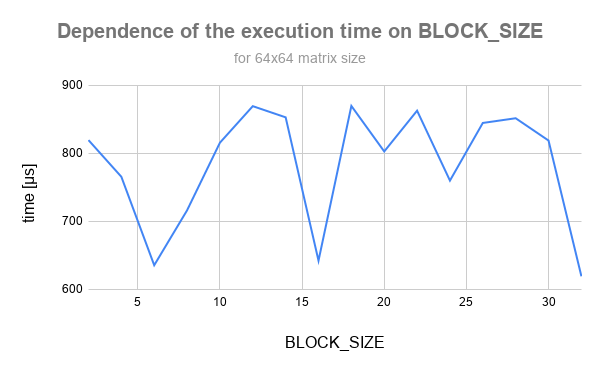 Dependence of the execution time on BLOCK_SIZE
for 64x64 matrix size
900
800
700
600
time [µs]
5 10 15 20 25 30
BLOCK_SIZE